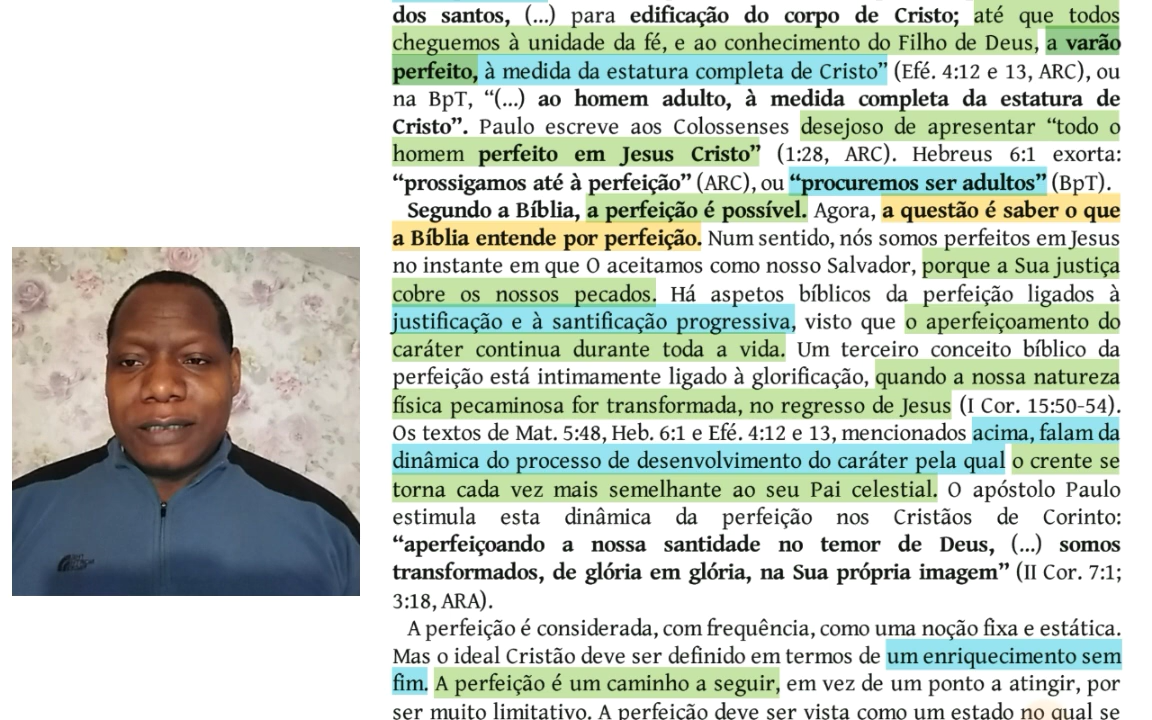 dos santos, (...) para edificação do corpo de Cristo; até que todos
cheguemos à unidade da fé, e ao conhecimento do Filho de Deus, a varão
perfeito, à medida da estatura completa de Cristo” (Efé. 4:12 e 13, ARC), ou
na BpT, “(...) ao homem adulto, à medida completa da estatura de
Cristo”. Paulo escreve aos Colossenses desejoso de apresentar “todo o
homem perfeito em Jesus Cristo” (1:28, ARC). Hebreus 6:1 exorta:
“prossigamos até à perfeição” (ARC), ou “procuremos ser adultos” (BpT).
Segundo a Bíblia, a perfeição é possível. Agora, a questão é saber o que
a Bíblia entende por perfeição. Num sentido, nós somos perfeitos em Jesus
no instante em que O aceitamos como nosso Salvador, porque a Sua justiça
cobre os nossos pecados. Há aspetos bíblicos da perfeição ligados à
justificação e à santificação progressiva, visto que o aperfeiçoamento do
caráter continua durante toda a vida. Um terceiro conceito bíblico da
perfeição está intimamente ligado à glorificação, quando a nossa natureza
física pecaminosa for transformada, no regresso de Jesus (I Cor. 15:50-54).
Os textos de Mat. 5:48, Heb. 6:1 e Efé. 4:12 e 13, mencionados acima, falam da
dinâmica do processo de desenvolvimento do caráter pela qual o crente se
torna cada vez mais semelhante ao seu Pai celestial. O apóstolo Paulo
estimula esta dinâmica da perfeição nos Cristãos de Corinto:
“aperfeiçoando a nossa santidade no temor de Deus, (...) somos
transformados, de glória em glória, na Sua própria imagem” (II Cor. 7:1;
3:18, ARA).
A perfeição é considerada, com frequência, como uma noção fixa e estática.
Mas o ideal Cristão deve ser definido em termos de um enriquecimento sem
fim. A perfeição é um caminho a seguir, em vez de um ponto a atingir, por
ser muito limitativo. A perfeição deve ser vista como um estado no qual se